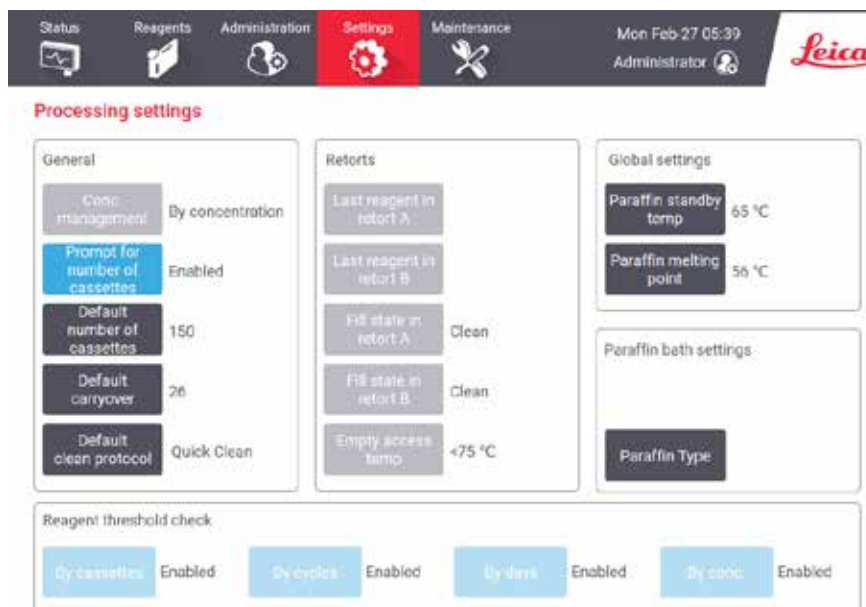 Status Reagents Administration Settings Maintenance
Mon Feb-27 05:39
Administrator
Leica
Processing settings
General
Conc
management
By concentration
Prompt for
number of
cassettes
Enabled
Default
number of
cassettes
150
Default
carryover
26
Default
clean protocol
Quick Clean
Retorts
Last reagent in
retort A
Last reagent in
retort B
Fill state in
retort A
Clean
Fill state in
retort B
Clean
Empty access
temp
<75 °C
Global settings
Paraffin standby
temp
65 °C
Paraffin melting
point
56 °C
Paraffin bath settings
Paraffin Type
Reagent threshold check
By cassettes Enabled By cycles Enabled By days Enabled By conc. Enabled